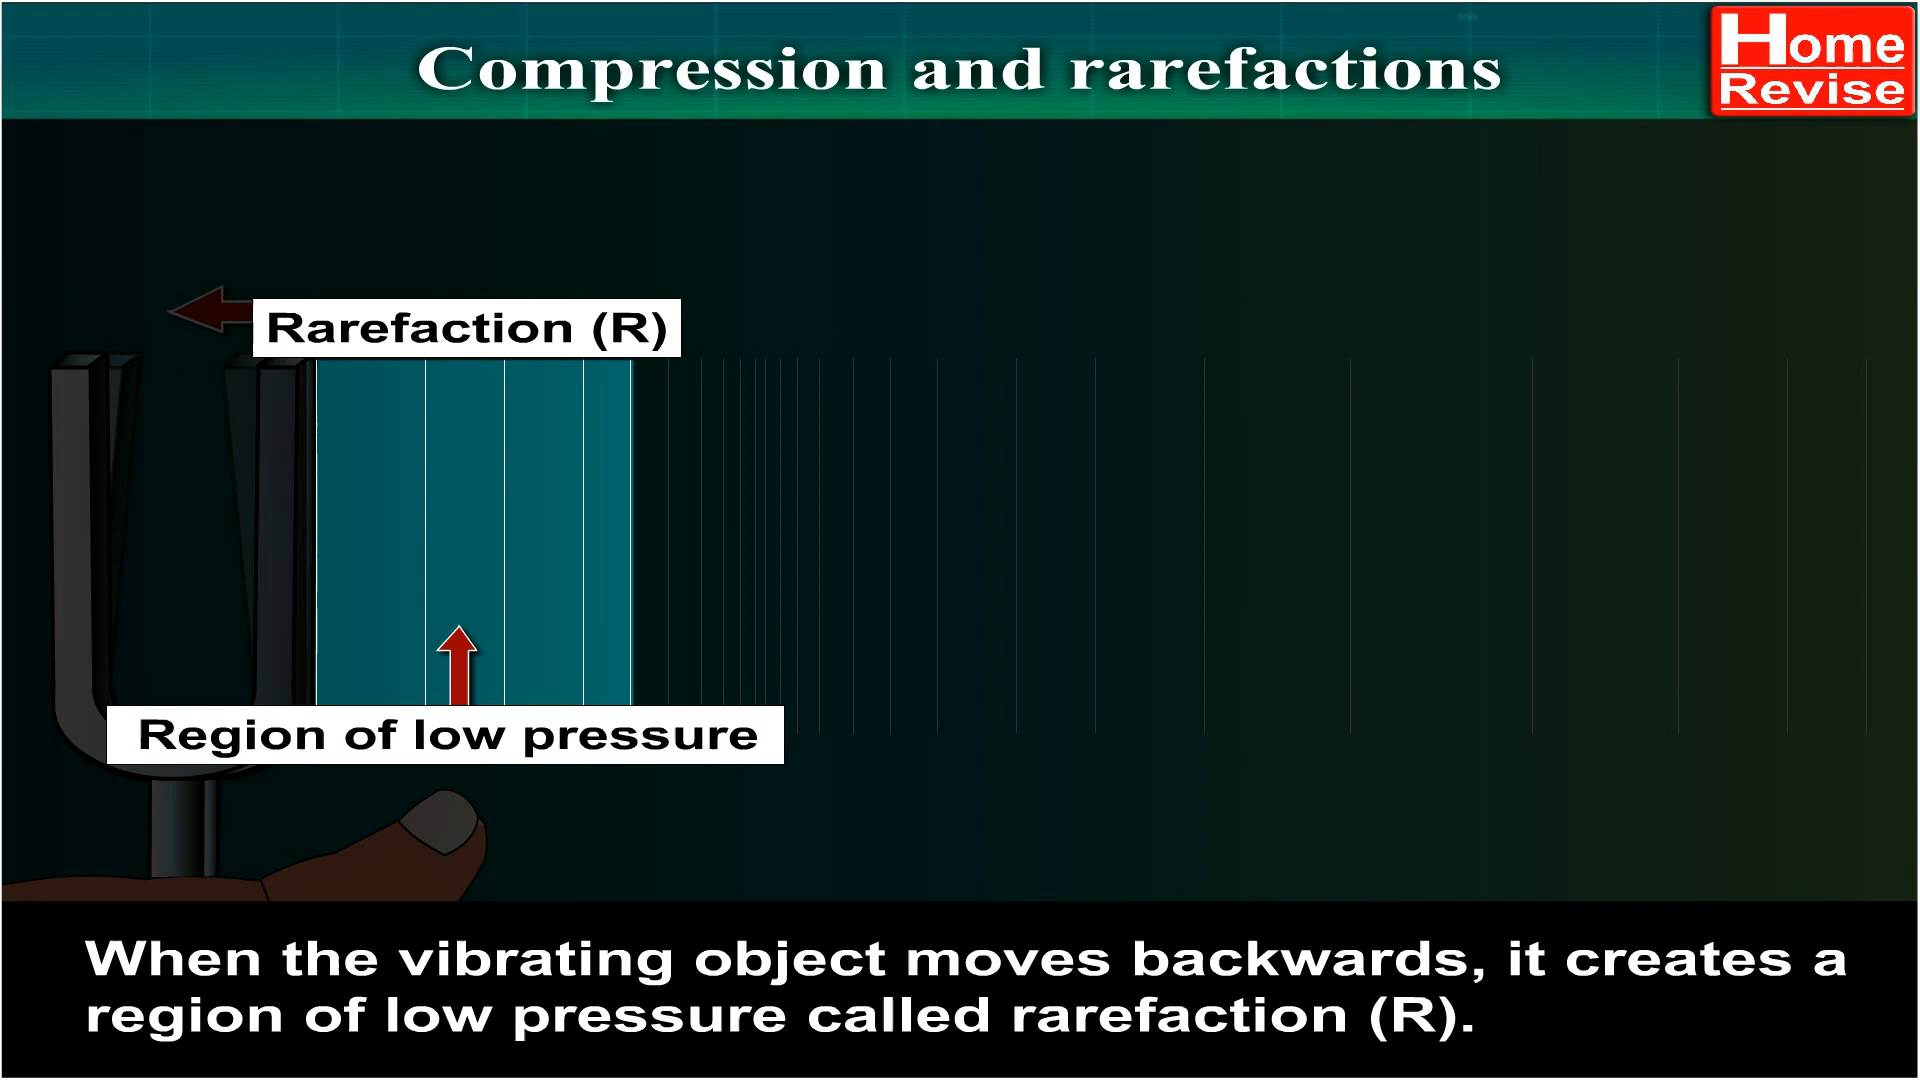 Compression and rarefactions
Home
Revise
Rarefaction (R)
Region of low pressure
When the vibrating object moves backwards, it creates a
region of low pressure called rarefaction (R).